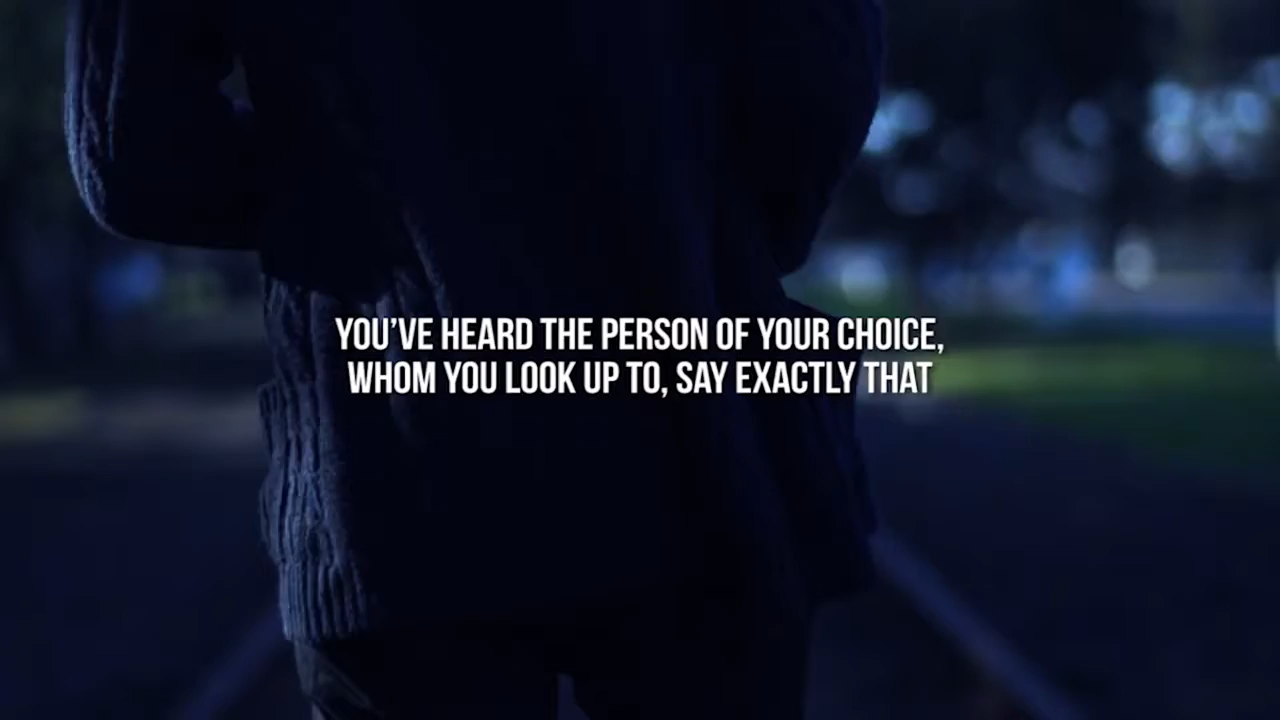 YOU'VE HEARD THE PERSON OF YOUR CHOICE,
WHOM YOU LOOK UP TO, SAY EXACTLY THAT